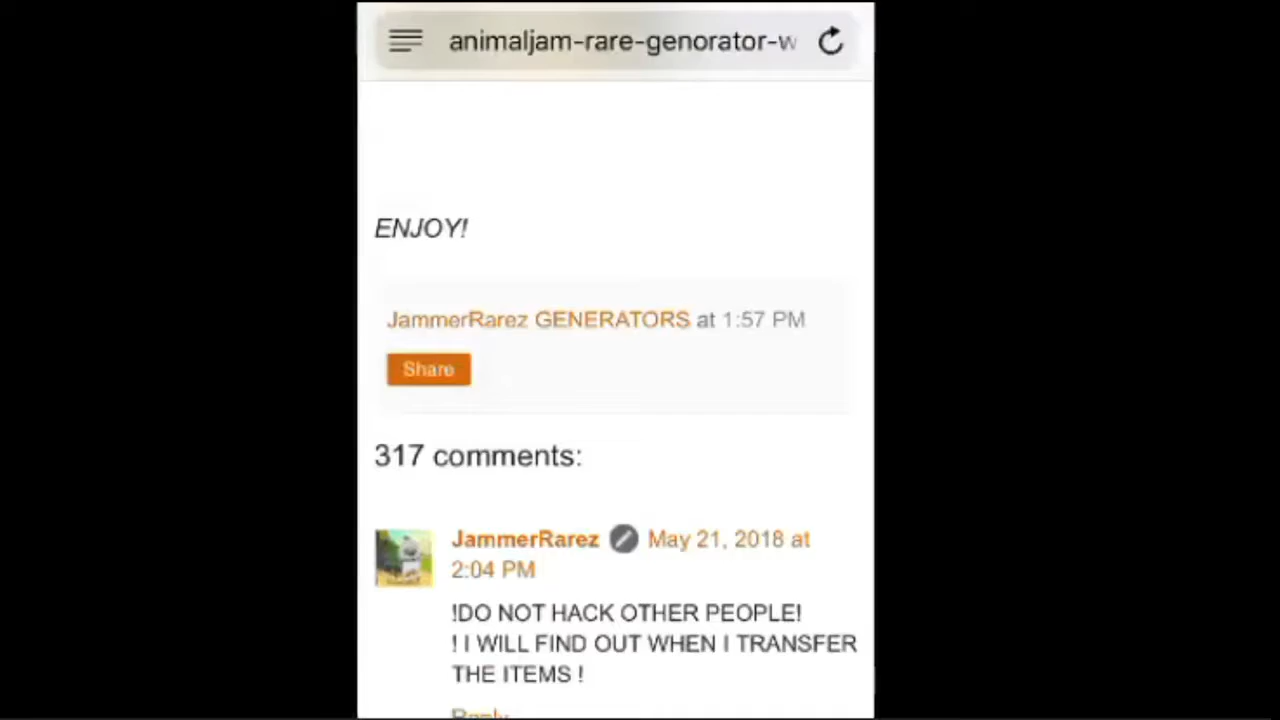 animaljam-rare-genorator-w
ENJOY!
JammerRarez GENERATORS at 1:57 PM
Share
317 comments:
JammerRarez May 21, 2018 at
2:04 PM
!DO NOT HACK OTHER PEOPLE!
! I WILL FIND OUT WHEN I TRANSFER
THE ITEMS !
Reply